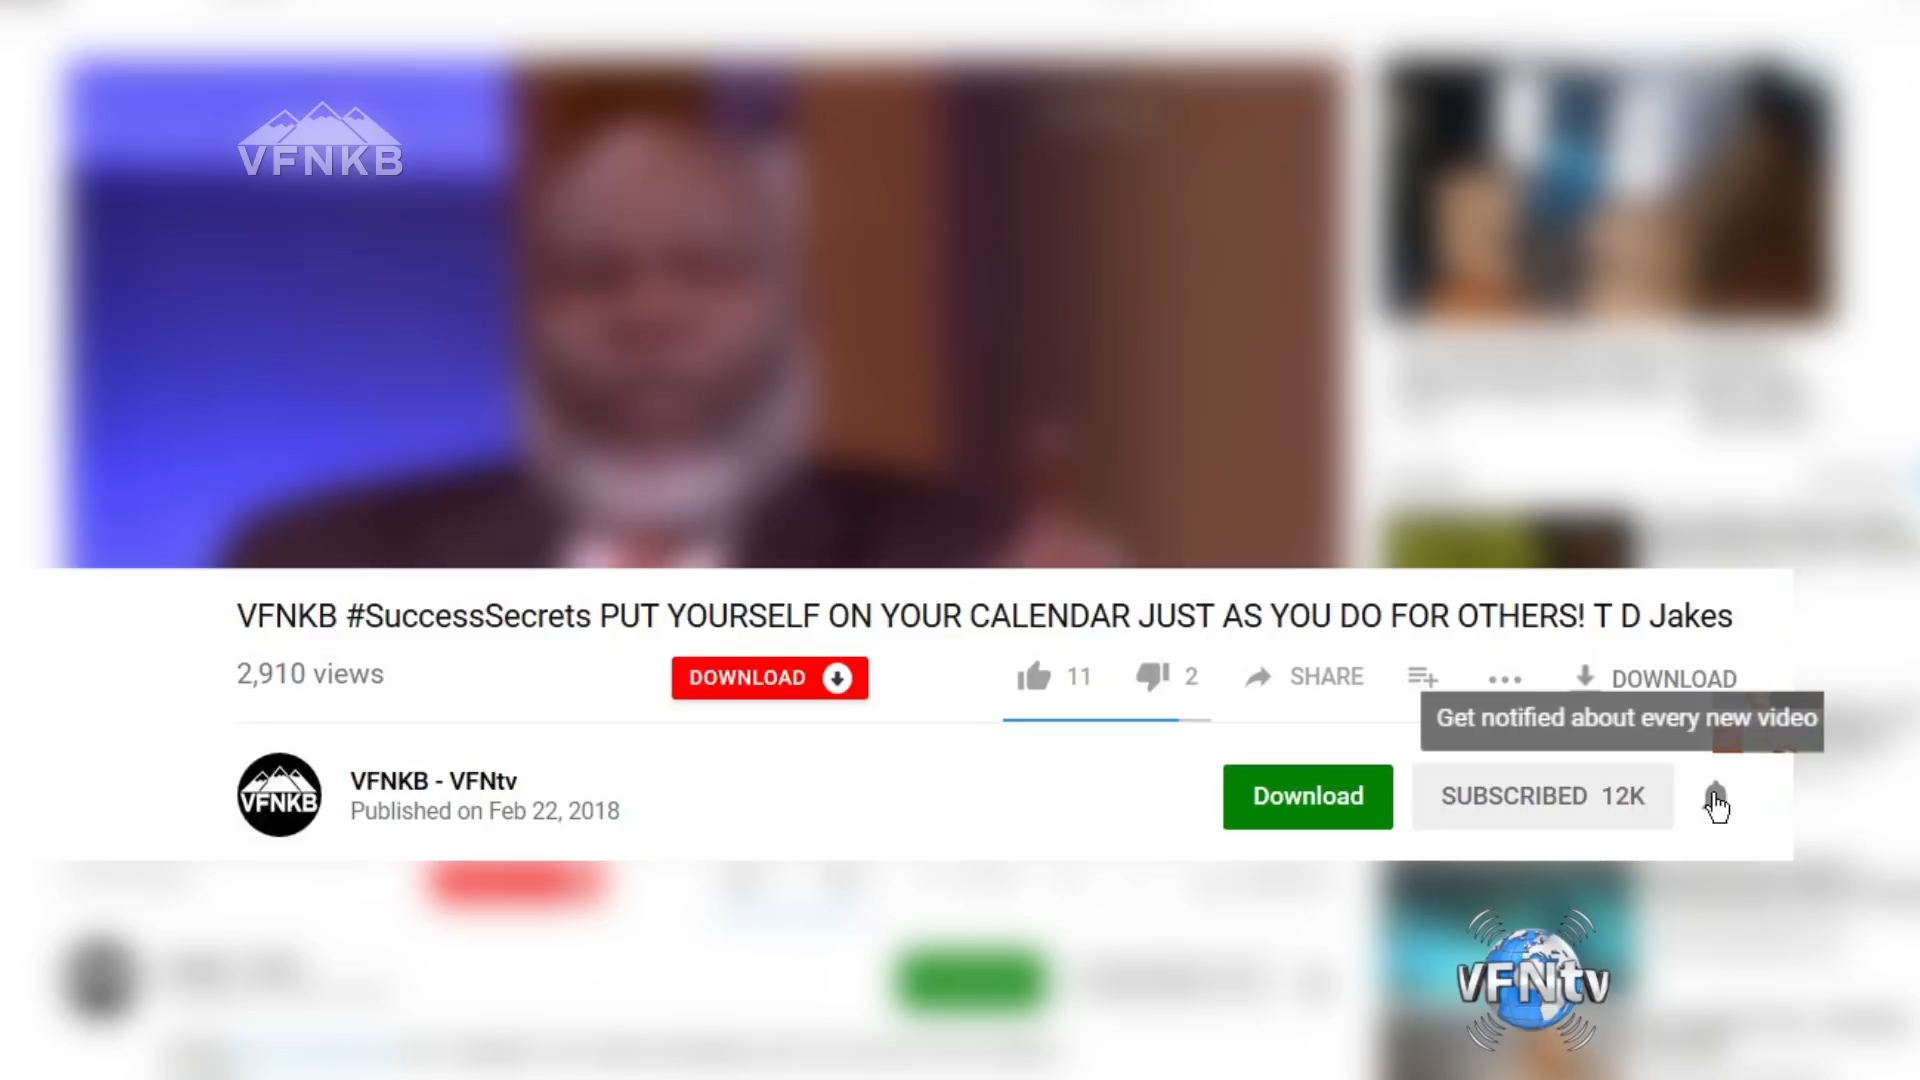 VFNKB
VFNKB #SuccessSecrets PUT YOURSELF ON YOUR CALENDAR JUST AS YOU DO FOR OTHERS! T D Jakes
2,910 views
DOWNLOAD
11
2
SHARE
DOWNLOAD
Get notified about every new video
VFNKB
VFNKB - VFNtv
Published on Feb 22, 2018
Download
SUBSCRIBED 12K
VFNtv